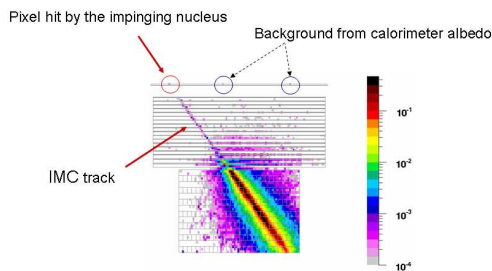 Pixel hit by the impinging nucleus
Background from calorimeter albedo
IMC track
10-1
10-2
10-3
10-4